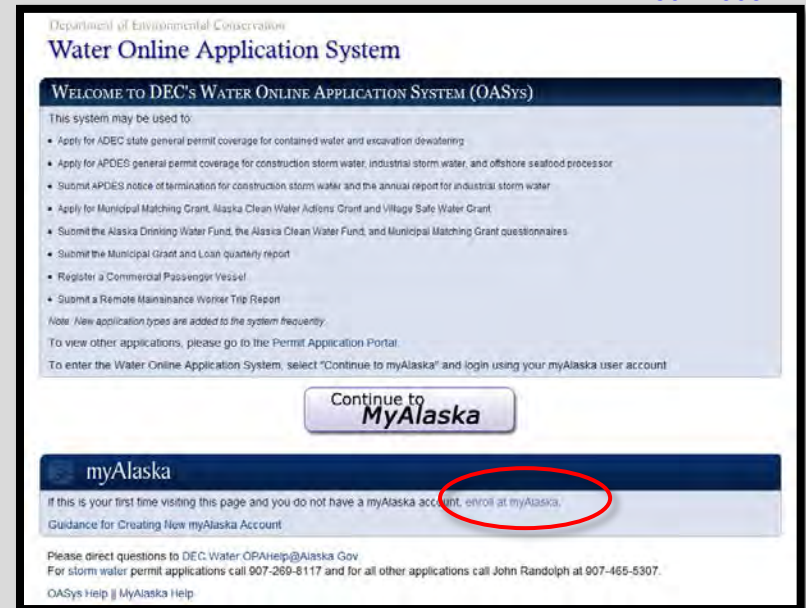 Department of Environmental Conservation
Water Online Application System
WELCOME TO DEC'S WATER ONLINE APPLICATION SYSTEM (OASYS)
This system may be used to:
• Apply for ADEC state general permit coverage for contained water and excavation dewatering
• Apply for APDES general permit coverage for construction storm water, industrial storm water, and offshore seafood processor
• Submit APDES notice of termination for construction storm water and the annual report for industrial storm water
• Apply for Municipal Matching Grant, Alaska Clean Water Actions Grant and Village Safe Water Grant
• Submit the Alaska Drinking Water Fund, the Alaska Clean Water Fund, and Municipal Matching Grant questionnaires
• Submit the Municipal Grant and Loan quarterly report
• Register a Commercial Passenger Vessel
• Submit a Remote Mainainance Worker Trip Report
Note: New application types are added to the system frequently.
To view other applications, please go to the Permit Application Portal.
To enter the Water Online Application System, select "Continue to myAlaska" and login using your myAlaska user account
Continue to
MyAlaska
myAlaska
If this is your first time visiting this page and you do not have a myAlaska account, enroll at myAlaska.
Guidance for Creating New myAlaska Account
Please direct questions to DEC.Water.OPAHelp@Alaska.Gov
For storm water permit applications call 907-269-8117 and for all other applications call John Randolph at 907-465-5307.
OASys Help || MyAlaska Help